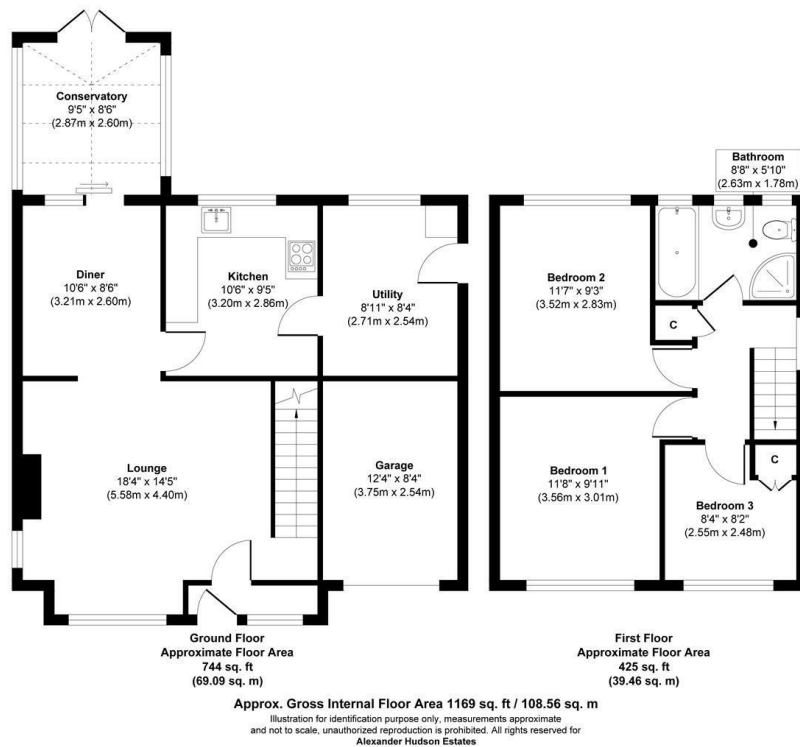 Conservatory
9'5" x 8'6"
(2.87m x 2.60m)
Diner
10'6" x 8'6"
(3.21m x 2.60m)
Kitchen
10'6" x 9'5"
(3.20m x 2.86m)
Utility
8'11" x 8'4"
(2.71m x 2.54m)
Lounge
18'4" x 14'5"
(5.58m x 4.40m)
Garage
12'4" x 8'4"
(3.75m x 2.54m)
Ground Floor
Approximate Floor Area
744 sq. ft
(69.09 sq. m)
Bathroom
8'8" x 5'10"
(2.63m x 1.78m)
Bedroom 2
11'7" x 9'3"
(3.52m x 2.83m)
C
Bedroom 1
11'8" x 9'11"
(3.56m x 3.01m)
C
Bedroom 3
8'4" x 8'2"
(2.55m x 2.48m)
First Floor
Approximate Floor Area
425 sq. ft
(39.46 sq. m)
Approx. Gross Internal Floor Area 1169 sq. ft / 108.56 sq. m
Illustration for identification purpose only, measurements approximate
and not to scale, unauthorized reproduction is prohibited. All rights reserved for
Alexander Hudson Estates